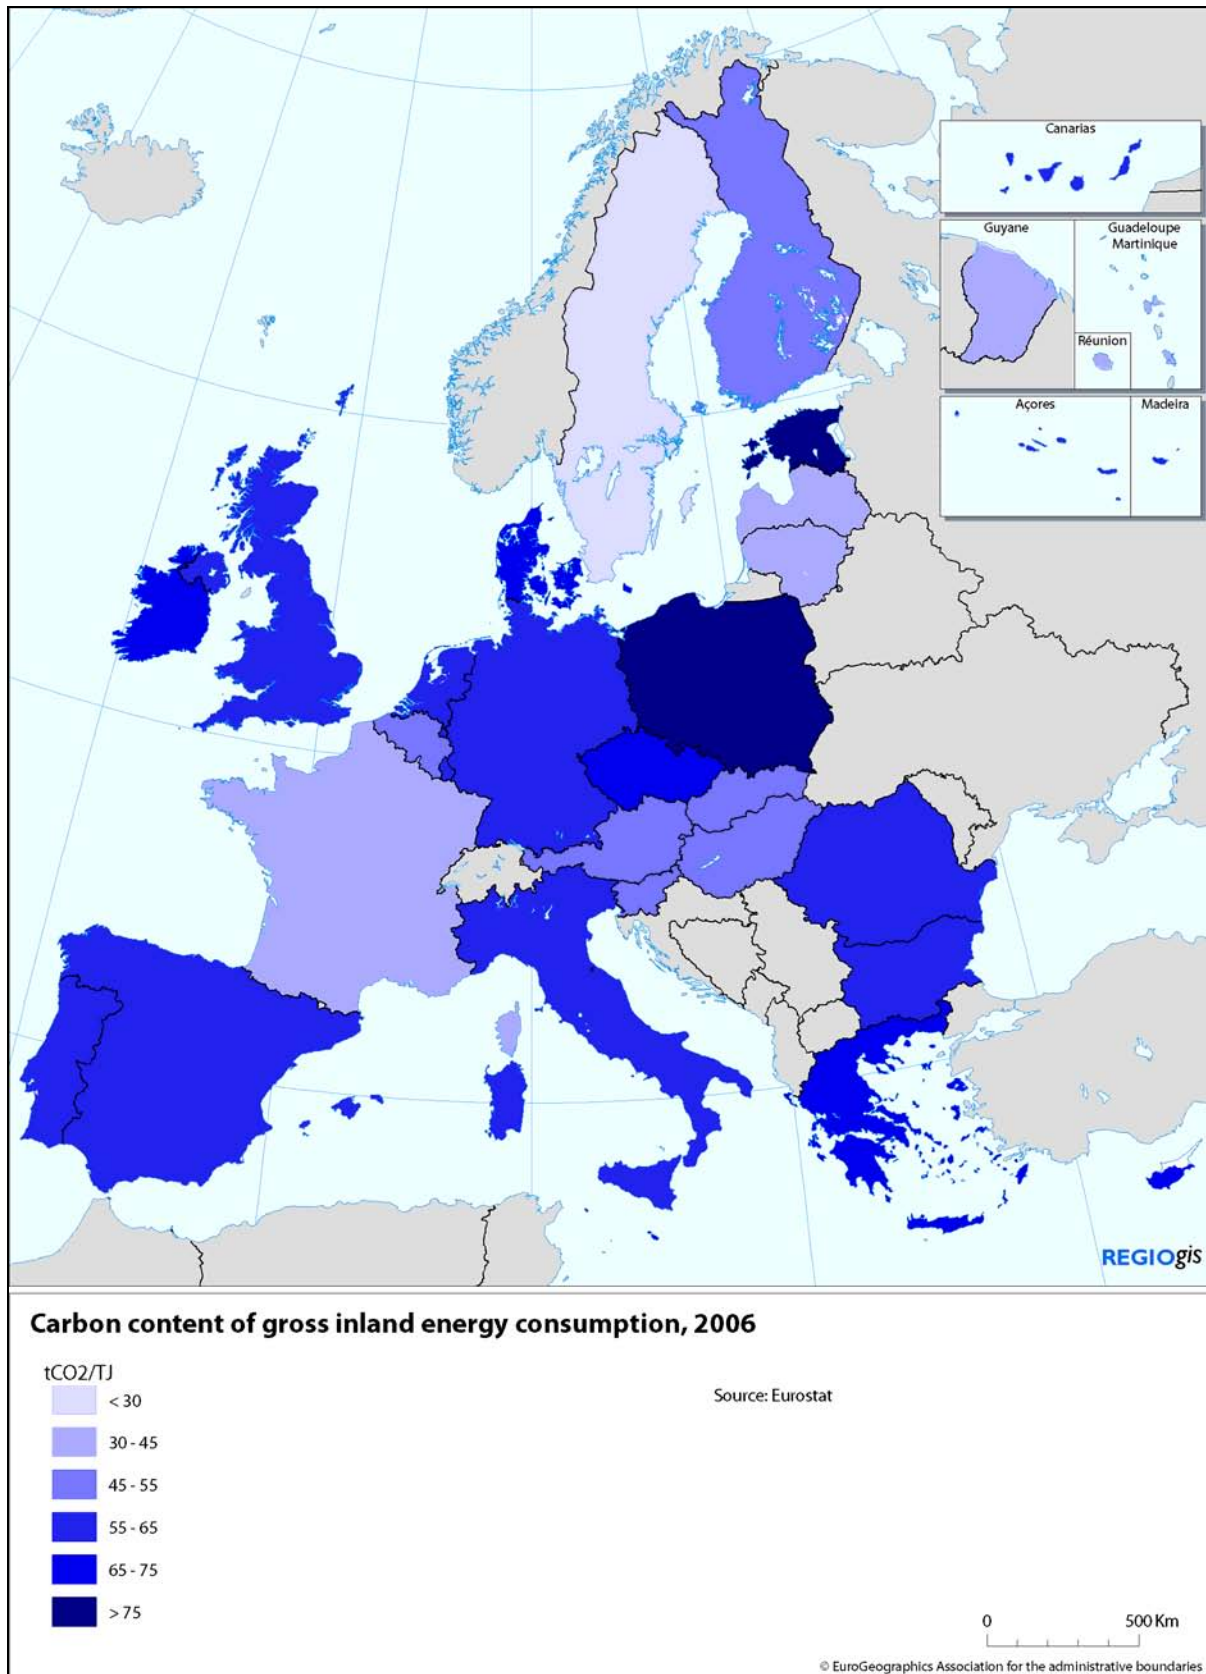 Canarias
Guyane
Guadeloupe
Martinique
Réunion
Açores
Madeira
REGIOgis
Carbon content of gross inland energy consumption, 2006
tCO2/TJ
< 30
30 - 45
45 - 55
55 - 65
65 - 75
> 75
Source: Eurostat
0 500 Km
© EuroGeographics Association for the administrative boundaries